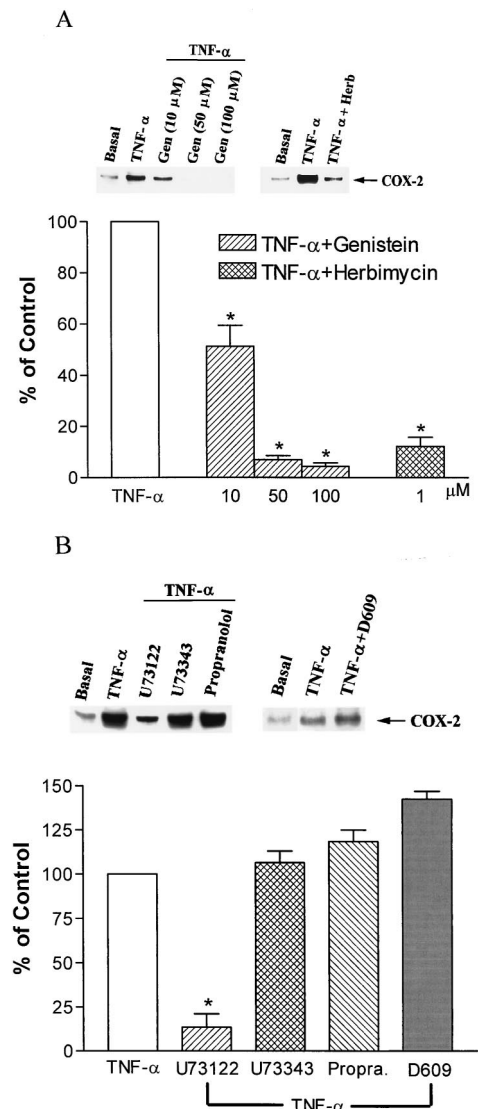 A
TNF-α
Basal
TNF-α
Gen (10 μM)
Gen (50 μM)
Gen (100 μM)
Basal
TNF-α
TNF-α + Herb
COX-2
% of Control
100
80
60
40
20
0
TNF-α+Genistein
TNF-α+Herbimycin
*
*
*
*
TNF-α
10
50
100
1
μM
B
TNF-α
Basal
TNF-α
U73122
U73343
Propranolol
Basal
TNF-α
TNF-α+D609
COX-2
% of Control
150
125
100
75
50
25
0
*
TNF-α
U73122
U73343
Propra.
D609
TNF-α